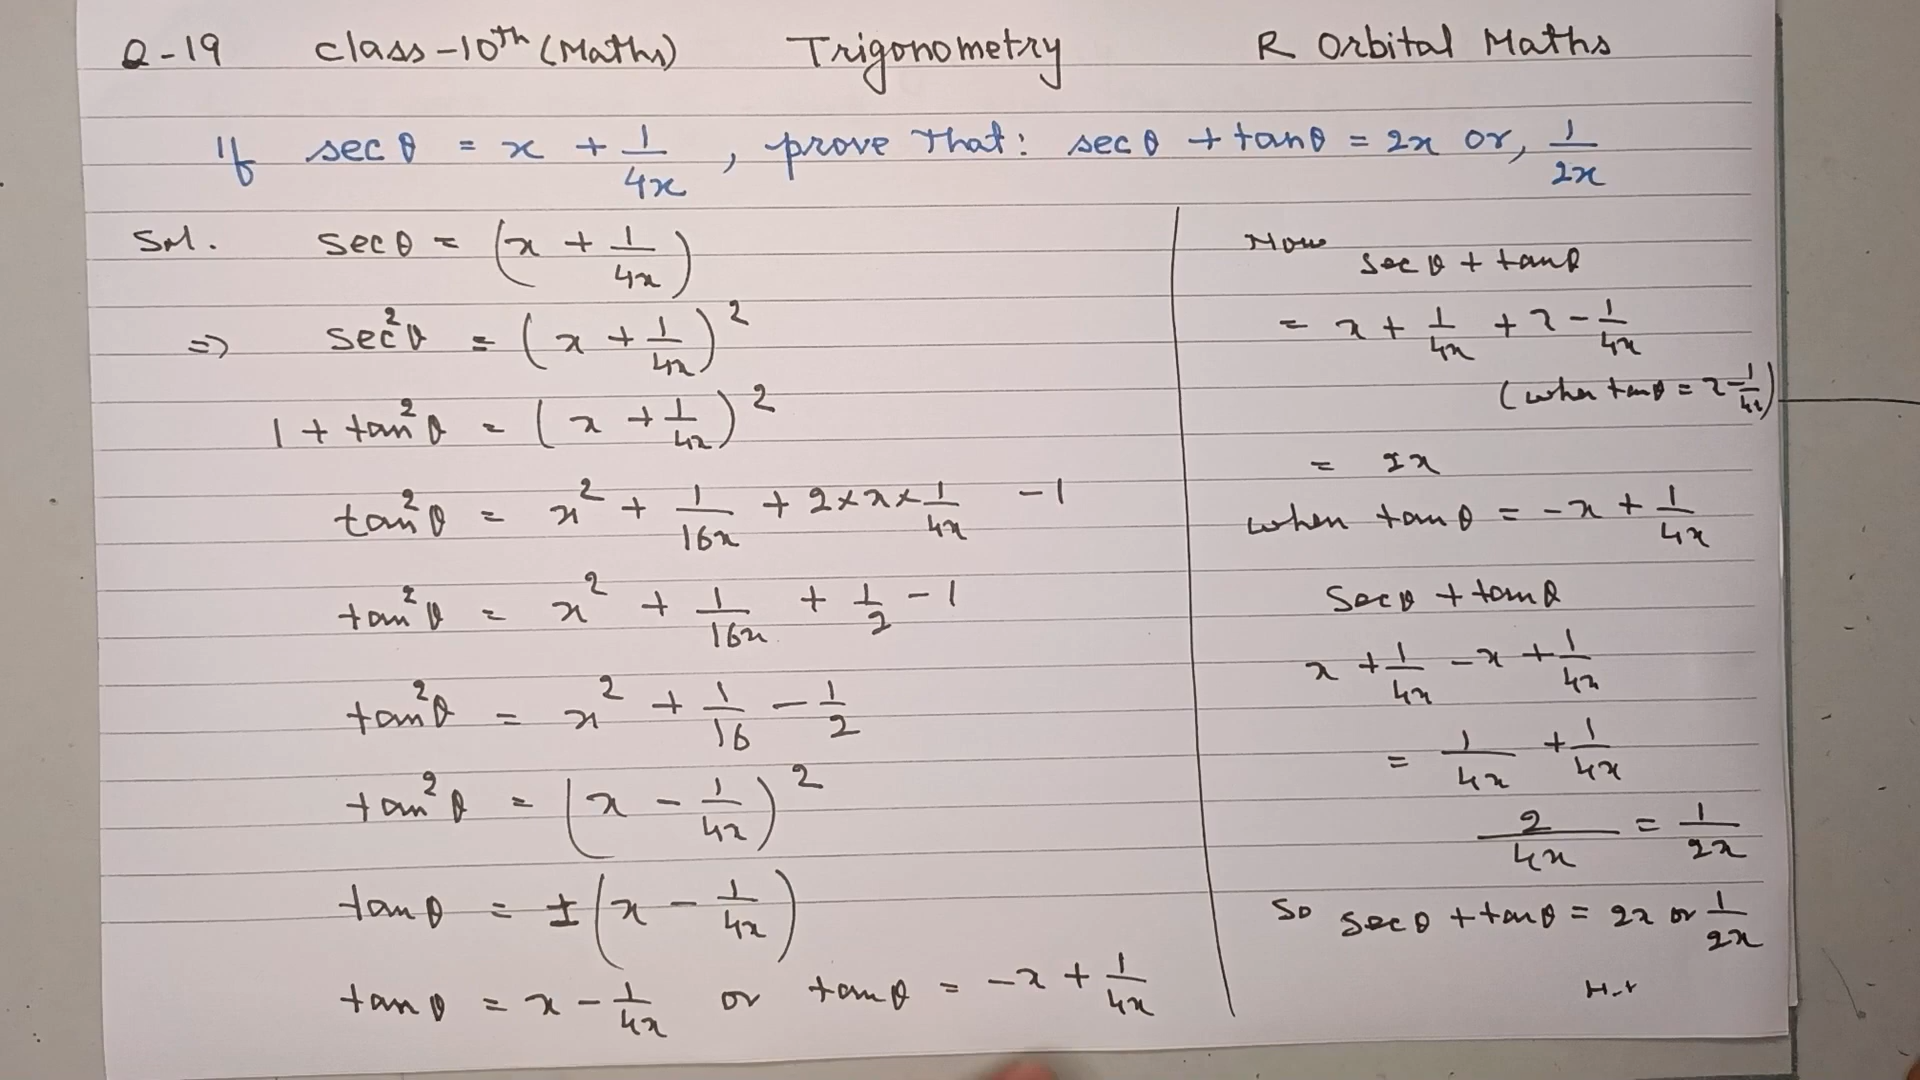 Q-19 class-10th (Maths) Trigonometry R Orbital Maths
If sec θ = x + 1/4x , prove that: sec θ + tan θ = 2x or, 1/2x
Sol. sec θ = (x + 1/4x)
=> sec²θ = (x + 1/4x)²
1 + tan²θ = (x + 1/4x)²
tan²θ = x² + 1/16x + 2×x×1/4x - 1
tan²θ = x² + 1/16x + 1/2 - 1
tan²θ = x² + 1/16 - 1/2
tan²θ = (x - 1/4x)²
tan θ = ±(x - 1/4x)
tan θ = x - 1/4x or tan θ = -x + 1/4x
Now
sec θ + tan θ
= x + 1/4x + x - 1/4x
(when tan θ = x - 1/4x)
= 2x
when tan θ = -x + 1/4x
Sec θ + tan θ
x + 1/4x - x + 1/4x
= 1/4x + 1/4x
2/4x = 1/2x
So sec θ + tan θ = 2x or 1/2x